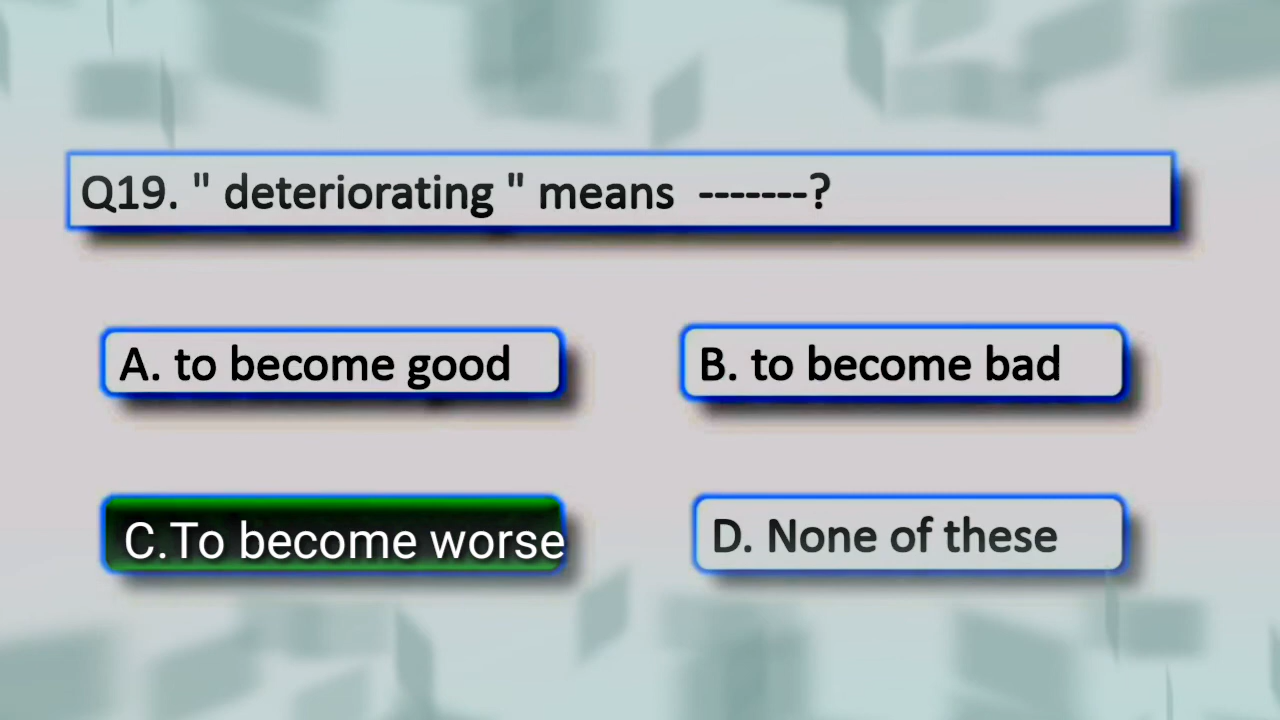 Q19. " deteriorating " means -------?
A. to become good
B. to become bad
C.To become worse
D. None of these